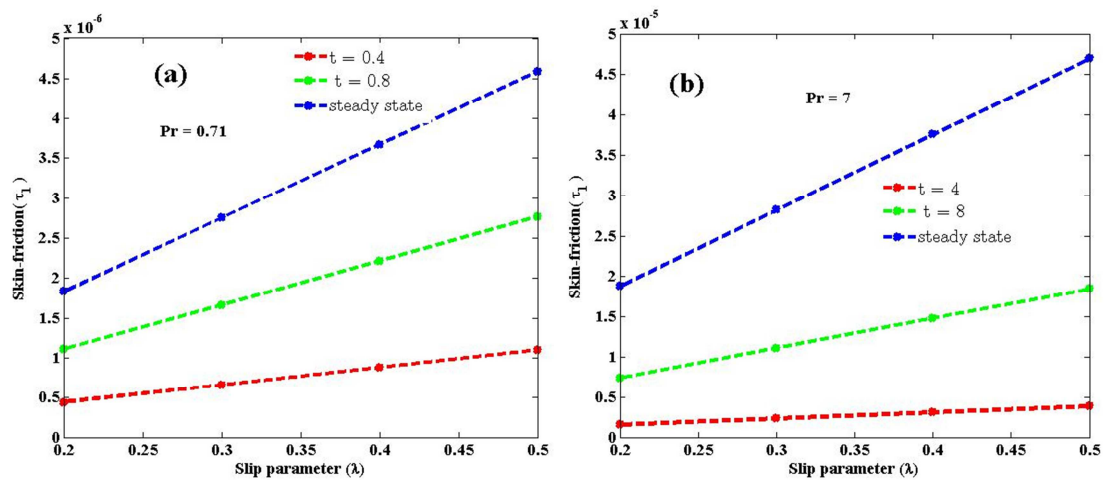 x 10^-6
5
4.5
4
3.5
3
2.5
2
1.5
1
0.5
0
Skin-friction(τ₁)
(a)
t = 0.4
t = 0.8
steady state
Pr = 0.71
0.2 0.25 0.3 0.35 0.4 0.45 0.5
Slip parameter (λ)
x 10^-5
5
4.5
4
3.5
3
2.5
2
1.5
1
0.5
0
Skin-friction(τ₁)
(b)
Pr = 7
t = 4
t = 8
steady state
0.2 0.25 0.3 0.35 0.4 0.45 0.5
Slip parameter (λ)